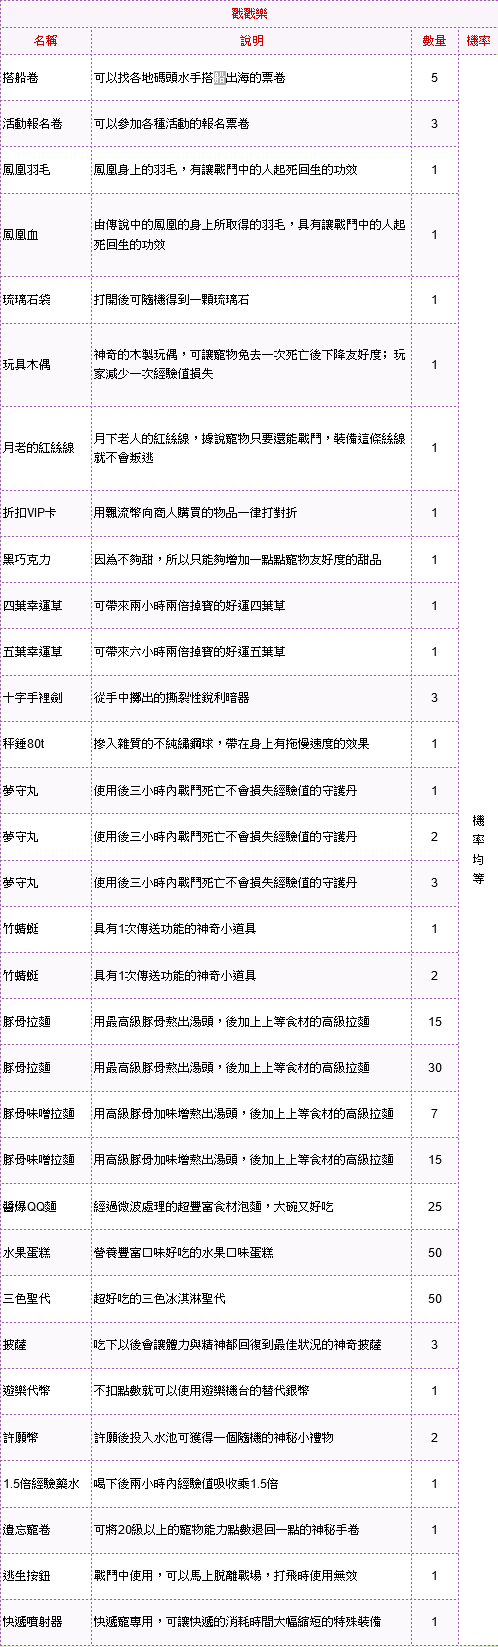 戳戳樂
名稱 說明 數量 機率
搭船卷 可以找各地碼頭水手搭船出海的票卷 5
活動報名卷 可以參加各種活動的報名票卷 3
鳳凰羽毛 鳳凰身上的羽毛，有讓戰鬥中的人起死回生的功效 1
鳳凰血 由傳說中的鳳凰的身上所取得的羽毛，具有讓戰鬥中的人起
死回生的功效 1
琉璃石袋 打開後可隨機得到一顆琉璃石 1
玩具木偶 神奇的木製玩偶，可讓寵物免去一次死亡後下降友好度；玩
家減少一次經驗值損失 1
月老的紅絲線 月下老人的紅絲線，據說寵物只要還能戰鬥，裝備這條絲線
就不會叛逃 1
折扣VIP卡 用飄流幣向商人購買的物品一律打對折 1
黑巧克力 因為不夠甜，所以只能夠增加一點點寵物友好度的甜品 1
四葉幸運草 可帶來兩小時兩倍掉寶的好運四葉草 1
五葉幸運草 可帶來六小時兩倍掉寶的好運五葉草 1
十字手裡劍 從手中擲出的撕裂性銳利暗器 3
秤錘80t 摻入雜質的不純繡鋼球，帶在身上有拖慢速度的效果 1
夢守丸 使用後三小時內戰鬥死亡不會損失經驗值的守護丹 1
夢守丸 使用後三小時內戰鬥死亡不會損失經驗值的守護丹 2
夢守丸 使用後三小時內戰鬥死亡不會損失經驗值的守護丹 3
機
率
均
等
竹蜻蜓 具有1次傳送功能的神奇小道具 1
竹蜻蜓 具有1次傳送功能的神奇小道具 2
豚骨拉麵 用最高級豚骨熬出湯頭，後加上上等食材的高級拉麵 15
豚骨拉麵 用最高級豚骨熬出湯頭，後加上上等食材的高級拉麵 30
豚骨味噌拉麵 用高級豚骨加味增熬出湯頭，後加上上等食材的高級拉麵 7
豚骨味噌拉麵 用高級豚骨加味增熬出湯頭，後加上上等食材的高級拉麵 15
醬爆QQ麵 經過微波處理的超豐富食材泡麵，大碗又好吃 25
水果蛋糕 營養豐富口味好吃的水果口味蛋糕 50
三色聖代 超好吃的三色冰淇淋聖代 50
披薩 吃下以後會讓體力與精神都回復到最佳狀況的神奇披薩 3
遊樂代幣 不扣點數就可以使用遊樂機台的替代銀幣 1
許願幣 許願後投入水池可獲得一個隨機的神秘小禮物 2
1.5倍經驗藥水 喝下後兩小時內經驗值吸收乘1.5倍 1
遺忘寵卷 可將20級以上的寵物能力點數退回一點的神秘手卷 1
逃生按鈕 戰鬥中使用，可以馬上脫離戰場，打飛時使用無效 1
快遞噴射器 快遞寵專用，可讓快遞的消耗時間大幅縮短的特殊裝備 1